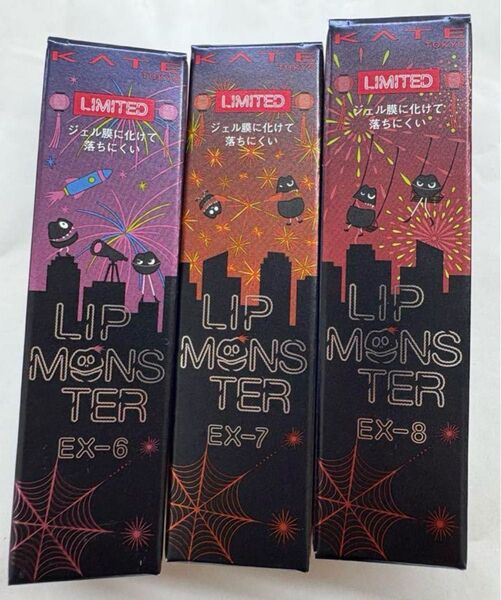 KATE
TOKYO
LIMITED
ジェル膜に化けて
落ちにくい
LIP
MONS
TER
EX-6
KATE
TOKYO
LIMITED
ジェル膜に化けて
落ちにくい
LIP
MONS
TER
EX-7
KATE
TOKYO
LIMITED
ジェル膜に化けて
落ちにくい
LIP
MONS
TER
EX-8